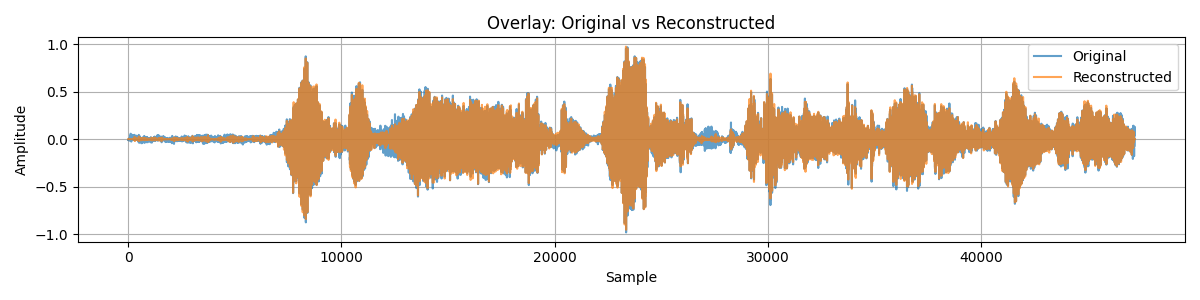 Overlay: Original vs Reconstructed
1.0
0.5
0.0
−0.5
−1.0
Amplitude
Original
Reconstructed
0
10000
20000
30000
40000
Sample